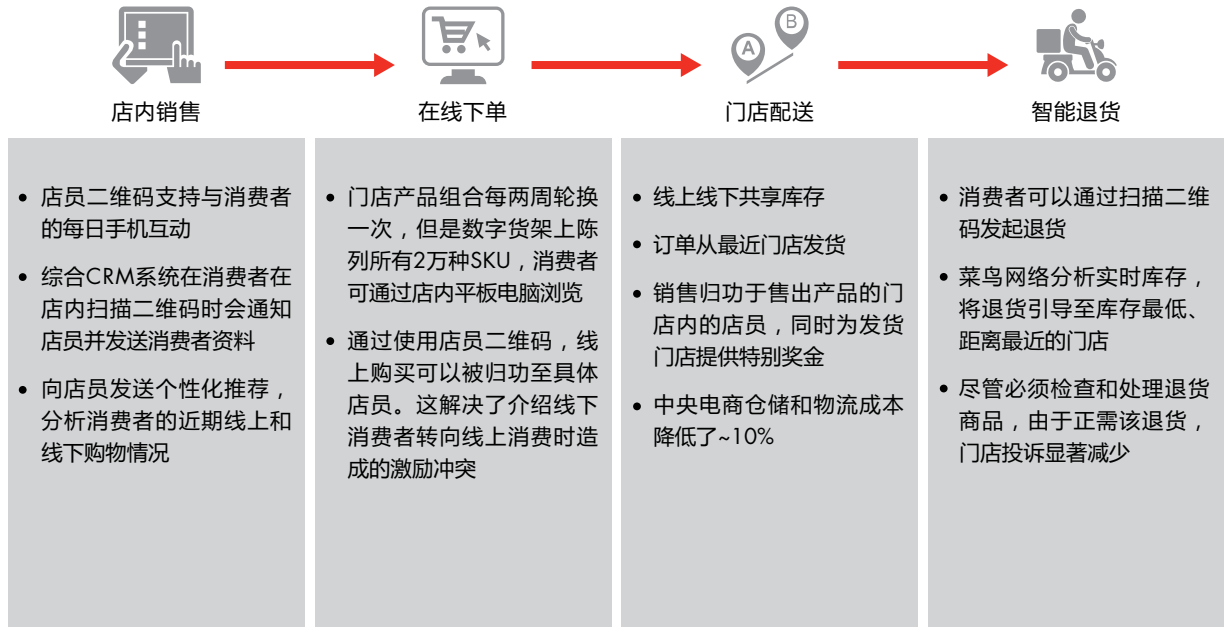 A
B
店内销售
在线下单
门店配送
智能退货
• 店员二维码支持与消费者
的每日手机互动
• 综合CRM系统在消费者在
店内扫描二维码时会通知
店员并发送消费者资料
• 向店员发送个性化推荐，
分析消费者的近期线上和
线下购物情况
• 门店产品组合每两周轮换
一次，但是数字货架上陈
列所有2万种SKU，消费者
可通过店内平板电脑浏览
• 通过使用店员二维码，线
上购买可以被归功至具体
店员。这解决了介绍线下
消费者转向线上消费时造
成的激励冲突
• 线上线下共享库存
• 订单从最近门店发货
• 销售归功于售出产品的门
店内的店员，同时为发货
门店提供特别奖金
• 中央电商仓储和物流成本
降低了~10%
• 消费者可以通过扫描二维
码发起退货
• 菜鸟网络分析实时库存，
将退货引导至库存最低、
距离最近的门店
• 尽管必须检查和处理退货
商品，由于正需该退货，
门店投诉显著减少